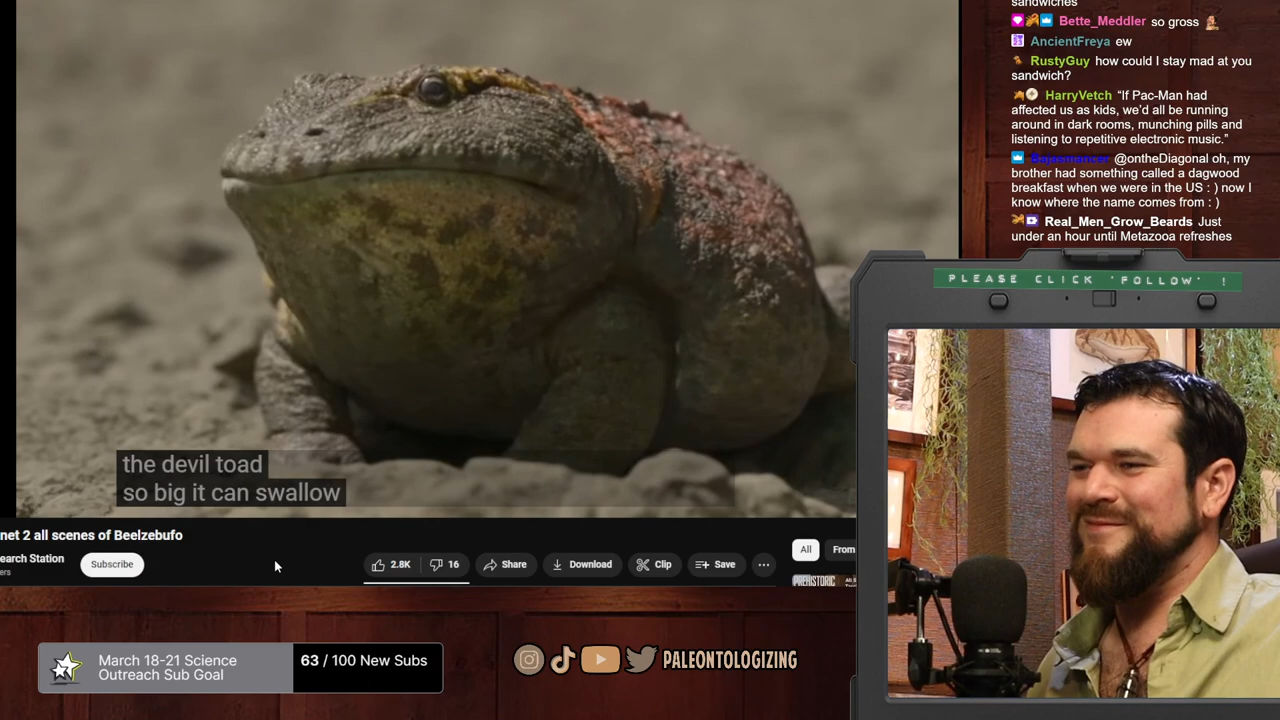 sandwiches
Bette_Meddler so gross
AncientFreya ew
RustyGuy how could I stay mad at you
sandwich?
HarryVetch “If Pac-Man had
affected us as kids, we’d all be running
around in dark rooms, munching pills and
listening to repetitive electronic music.”
@ontheDiagonal oh, my
brother had something called a dagwood
breakfast when we were in the US : ) now I
know where the name comes from : )
Real_Men_Grow_Beards Just
under an hour until Metazooa refreshes
PLEASE CLICK 'FOLLOW' !
the devil toad
so big it can swallow
net 2 all scenes of Beelzebufo
earch Station
ers
Subscribe
2.8K
16
Share
Download
Clip
Save
All
From
PREHISTORIC
March 18-21 Science
Outreach Sub Goal
63 / 100 New Subs
PALEONTOLOGIZING